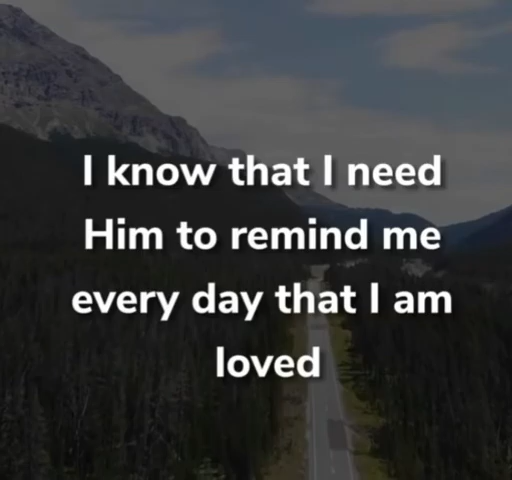 I know that I need
Him to remind me
every day that I am
loved